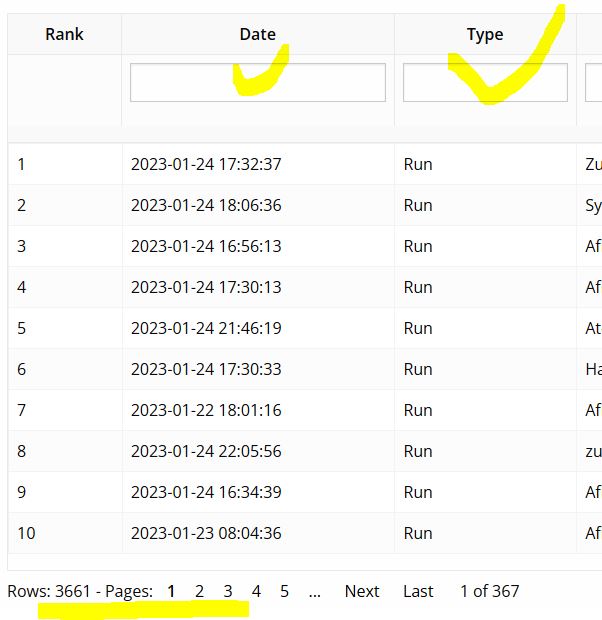 Rank Date Type
1 2023-01-24 17:32:37 Run Zu
2 2023-01-24 18:06:36 Run Sy
3 2023-01-24 16:56:13 Run Af
4 2023-01-24 17:30:13 Run Af
5 2023-01-24 21:46:19 Run At
6 2023-01-24 17:30:33 Run Ha
7 2023-01-22 18:01:16 Run Af
8 2023-01-24 22:05:56 Run zu
9 2023-01-24 16:34:39 Run Af
10 2023-01-23 08:04:36 Run Af
Rows: 3661 - Pages: 1 2 3 4 5 ... Next Last 1 of 367